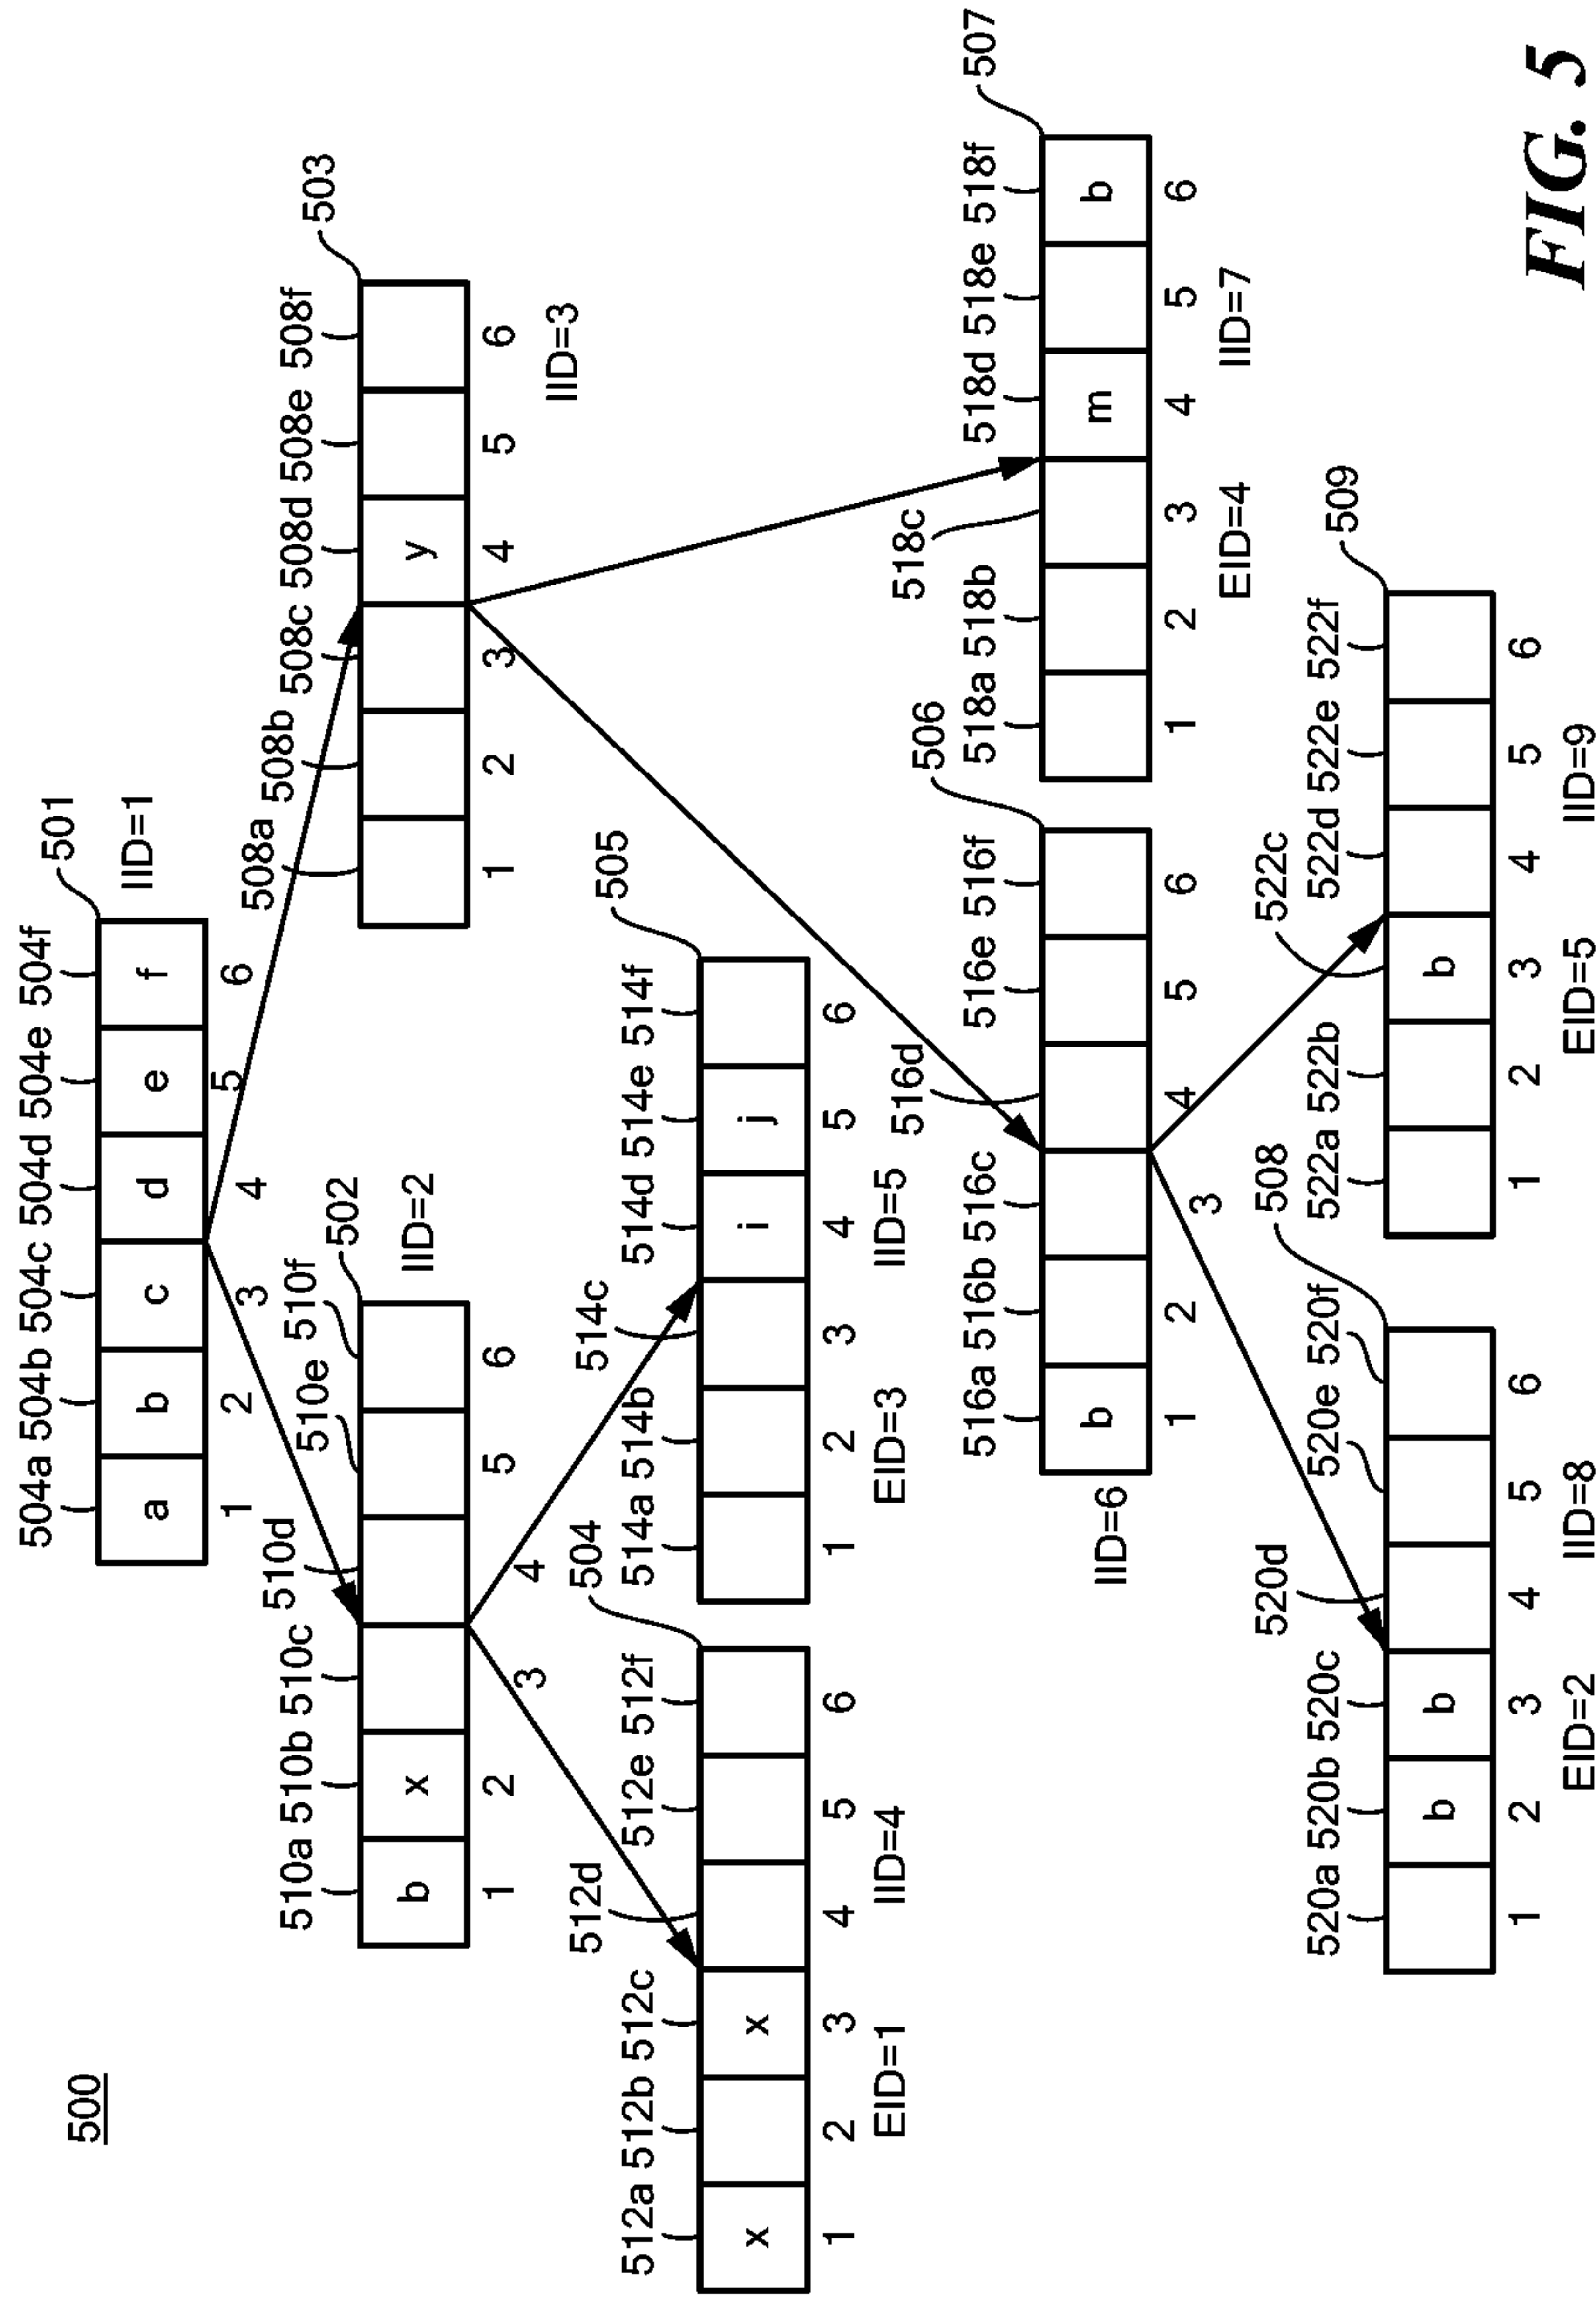 500
504a 504b 504c 504d 504e 504f 501
a b c d e f IID=1
1 2 3 4 5 6
510a 510b 510c 510d 510e 510f 502
b x IID=2
1 2 3 4 5 6
508a 508b 508c 508d 508e 508f 503
y
1 2 3 4 5 6
IID=3
512a 512b 512c 512d 512e 512f 504
x x
1 2 3 4 5 6
EID=1 IID=4
514a 514b 514c 514d 514e 514f 505
i j
1 2 3 4 5 6
EID=3 IID=5
516a 516b 516c 516d 516e 516f 506
b
1 2 3 4 5 6
IID=6
518a 518b 518c 518d 518e 518f 507
m b
1 2 3 4 5 6
EID=4 IID=7
520a 520b 520c 520d 520e 520f 508
b b
1 2 3 4 5 6
EID=2 IID=8
522a 522b 522c 522d 522e 522f 509
b
1 2 3 4 5 6
EID=5 IID=9
FIG. 5